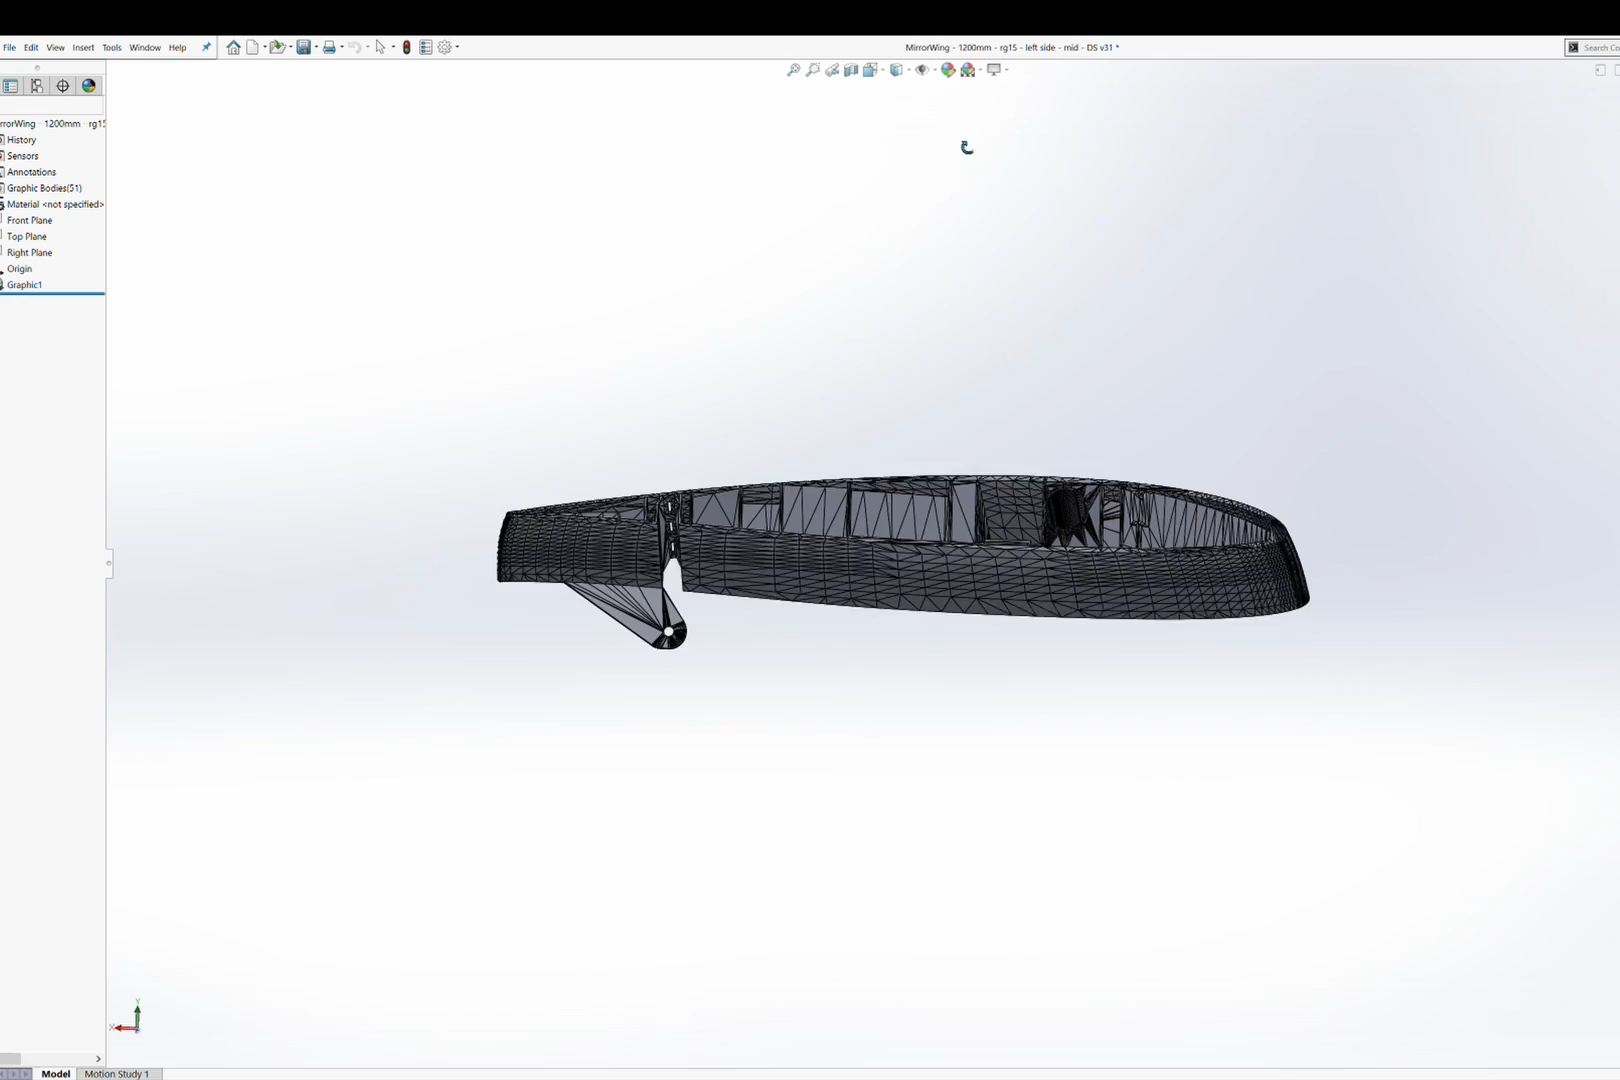 File Edit View Insert Tools Window Help
MirrorWing - 1200mm - rg15 - left side - mid - DS v31 *
Search Co
rrorWing - 1200mm - rg15
History
Sensors
Annotations
Graphic Bodies(51)
Material <not specified>
Front Plane
Top Plane
Right Plane
Origin
Graphic1
Y
X
Model Motion Study 1